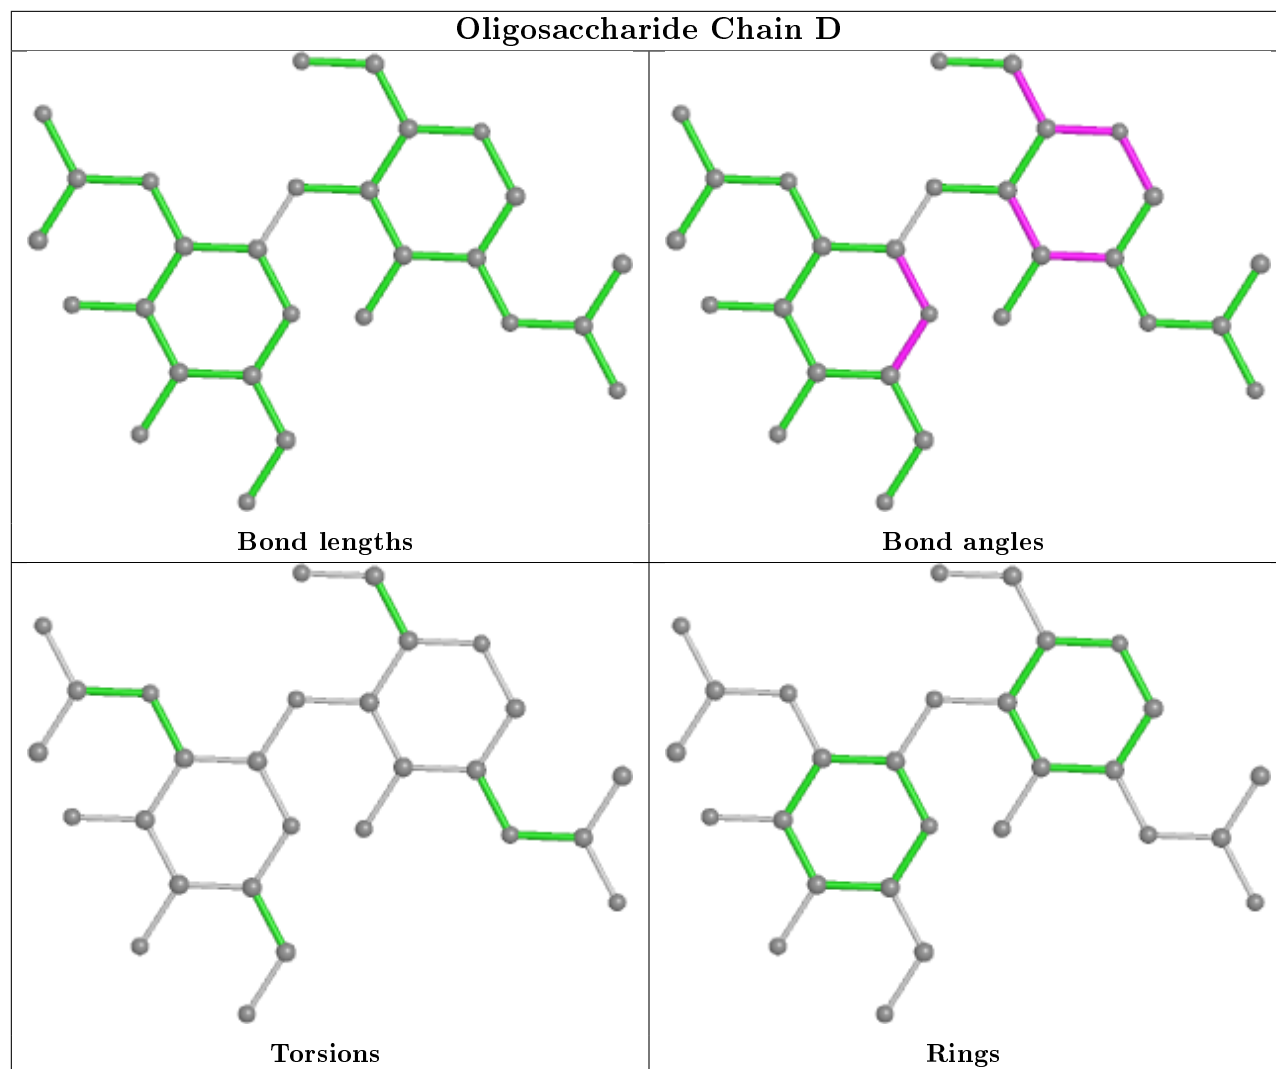 Oligosaccharide Chain D
Bond lengths
Bond angles
Torsions
Rings